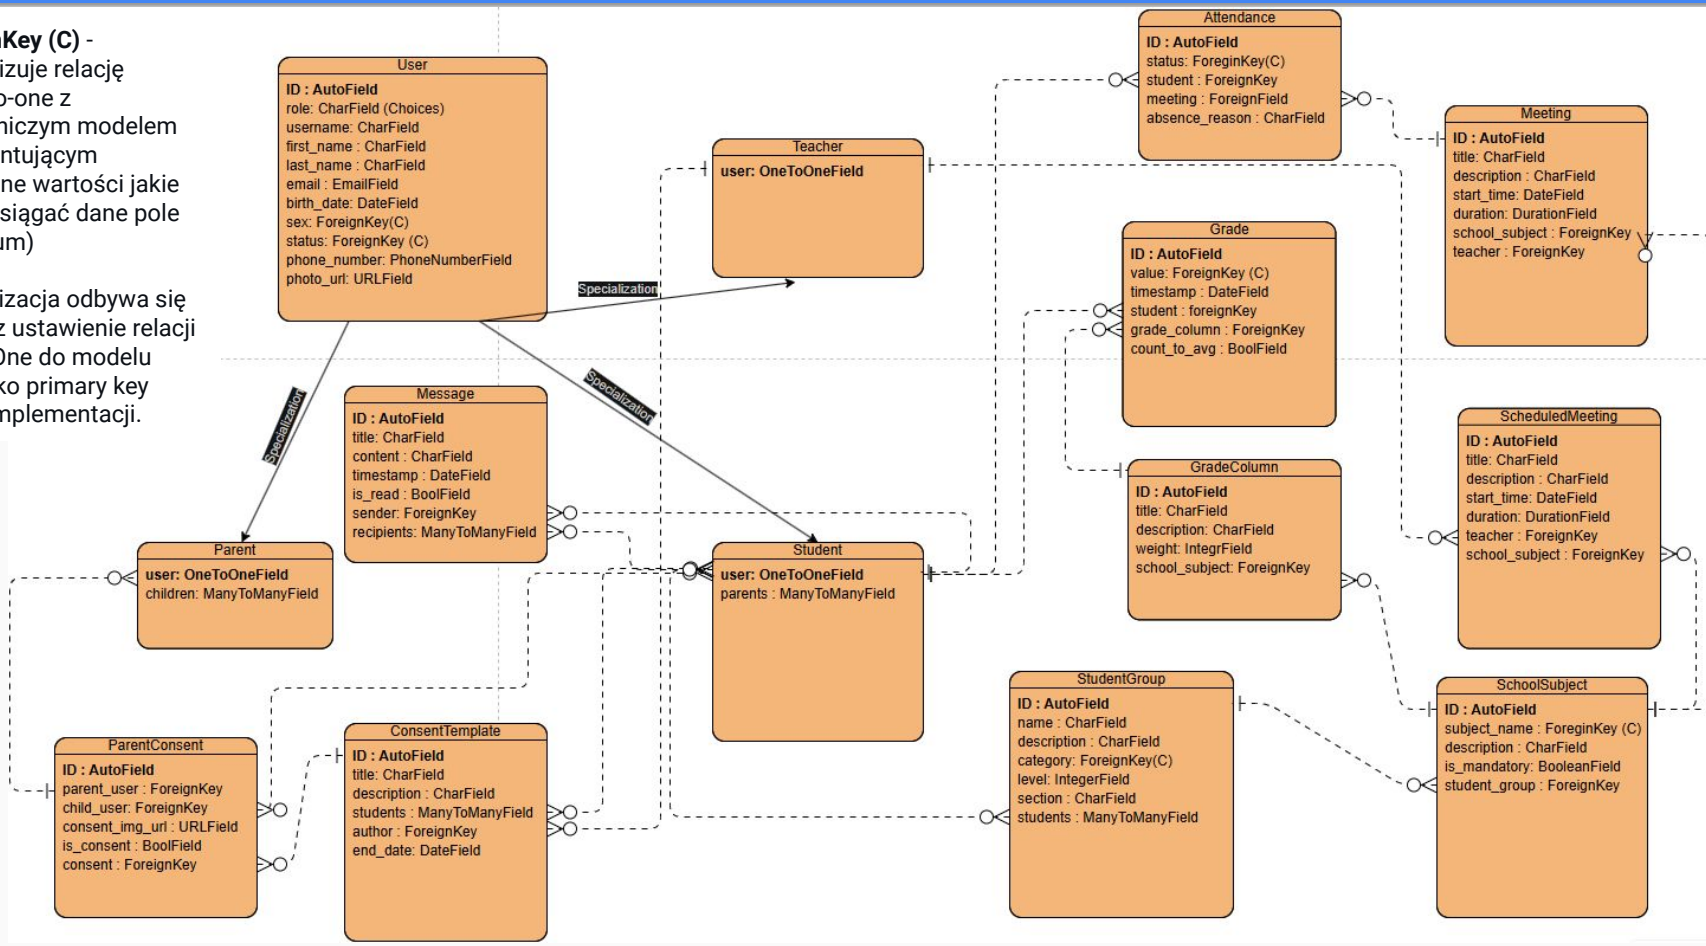 nKey (C) -
izuje relację
o-one z
niczym modelem
ntującym
ne wartości jakie
siągać dane pole
um)
izacja odbywa się
z ustawienie relacji
One do modelu
ko primary key
mplementacji.
User
ID : AutoField
role: CharField (Choices)
username: CharField
first_name : CharField
last_name : CharField
email : EmailField
birth_date: DateField
sex: ForeignKey(C)
status: ForeignKey (C)
phone_number: PhoneNumberField
photo_url: URLField
Specialization
Specialization
Specialization
Teacher
user: OneToOneField
Attendance
ID : AutoField
status: ForeginKey(C)
student : ForeignKey
meeting : ForeignField
absence_reason : CharField
Meeting
ID : AutoField
title: CharField
description : CharField
start_time: DateField
duration: DurationField
school_subject : ForeignKey
teacher : ForeignKey
Grade
ID : AutoField
value: ForeignKey (C)
timestamp : DateField
student : foreignKey
grade_column : ForeignKey
count_to_avg : BoolField
Message
ID : AutoField
title: CharField
content : CharField
timestamp : DateField
is_read : BoolField
sender: ForeignKey
recipients: ManyToManyField
GradeColumn
ID : AutoField
title: CharField
description: CharField
weight: IntegrField
school_subject: ForeignKey
ScheduledMeeting
ID : AutoField
title: CharField
description : CharField
start_time: DateField
duration: DurationField
teacher : ForeignKey
school_subject : ForeignKey
Parent
user: OneToOneField
children: ManyToManyField
Student
user: OneToOneField
parents : ManyToManyField
ParentConsent
ID : AutoField
parent_user : ForeignKey
child_user: ForeignKey
consent_img_url : URLField
is_consent : BoolField
consent : ForeignKey
ConsentTemplate
ID : AutoField
title: CharField
description : CharField
students : ManyToManyField
author : ForeignKey
end_date: DateField
StudentGroup
ID : AutoField
name : CharField
description : CharField
category: ForeignKey(C)
level: IntegerField
section : CharField
students : ManyToManyField
SchoolSubject
ID : AutoField
subject_name : ForeginKey (C)
description : CharField
is_mandatory: BooleanField
student_group : ForeignKey